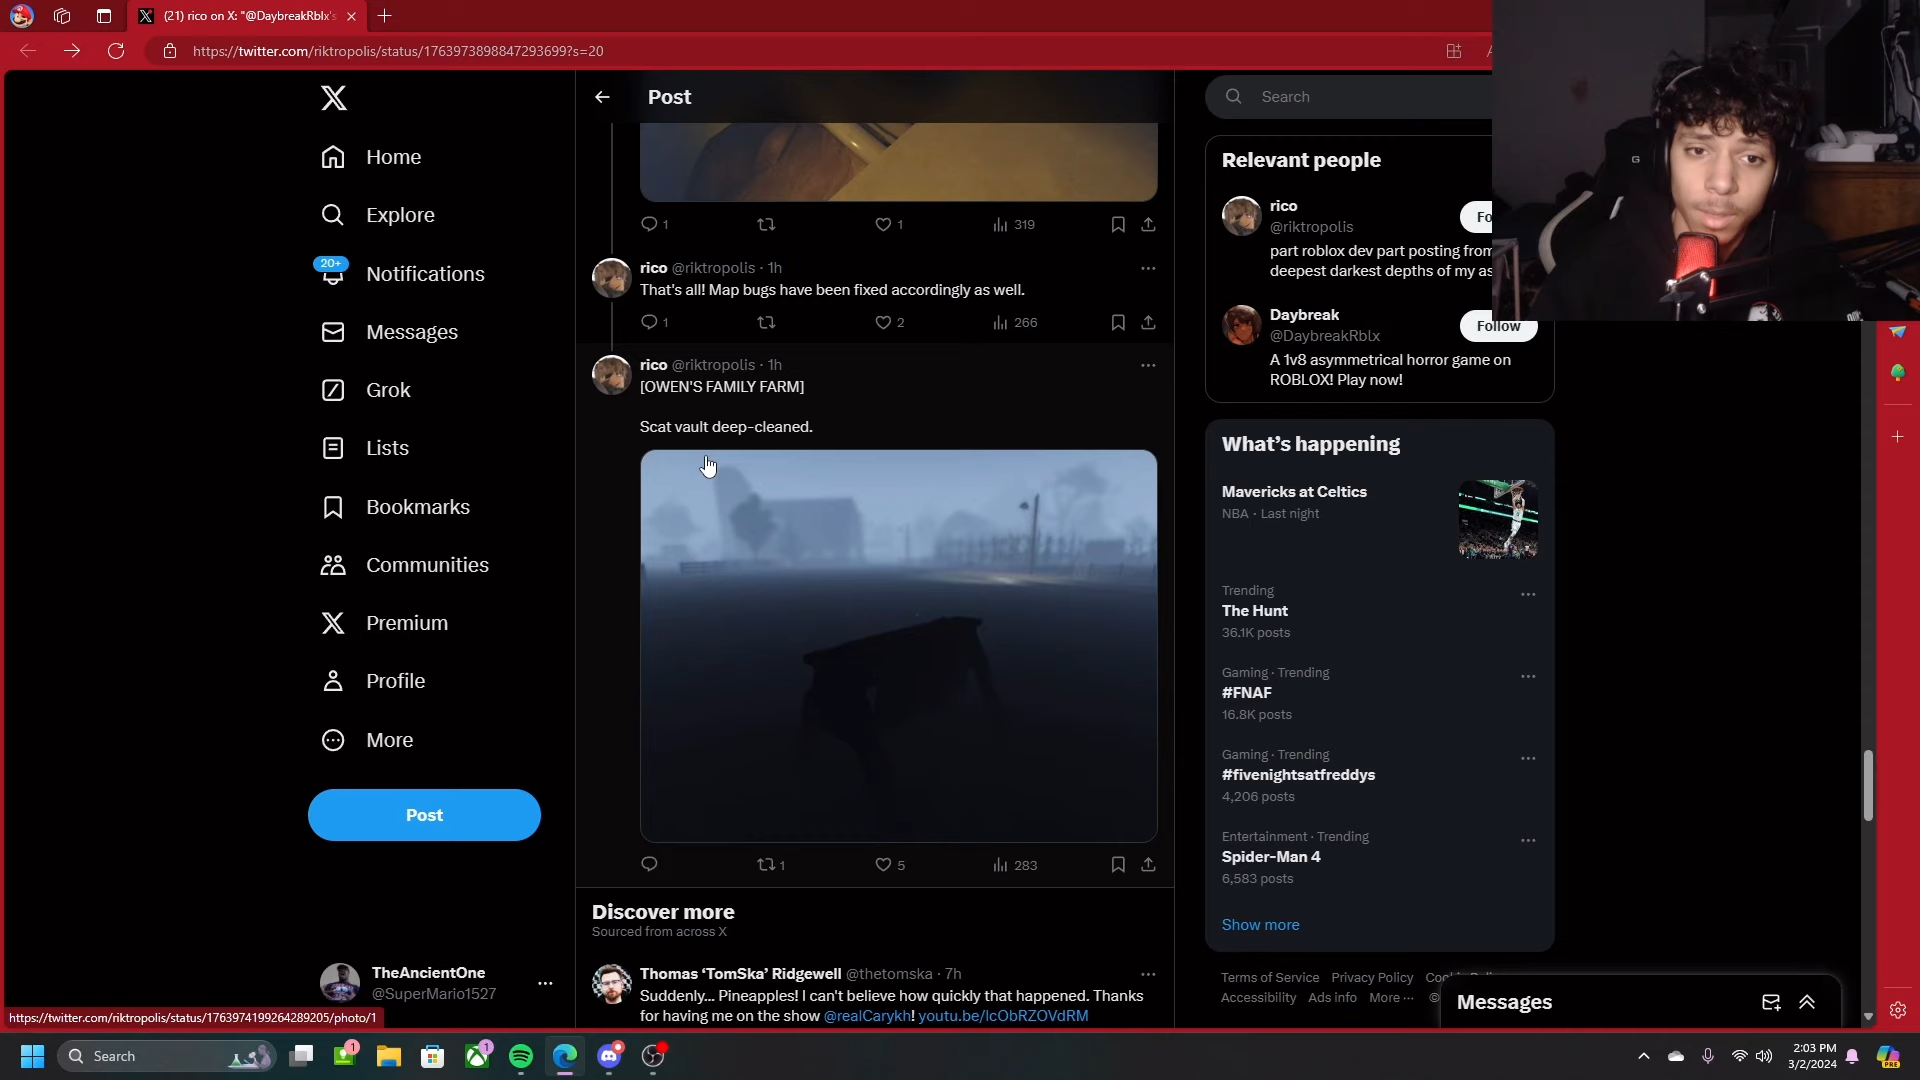 (21) rico on X: "@DaybreakRblx's
https://twitter.com/riktropolis/status/1763973898847293699?s=20
Home
Explore
20+
Notifications
Messages
Grok
Lists
Bookmarks
Communities
Premium
Profile
More
Post
TheAncientOne
@SuperMario1527
https://twitter.com/riktropolis/status/1763974199264289205/photo/1
Post
1
1
319
rico @riktropolis · 1h
That's all! Map bugs have been fixed accordingly as well.
1
2
266
rico @riktropolis · 1h
[OWEN'S FAMILY FARM]
Scat vault deep-cleaned.
1
5
283
Discover more
Sourced from across X
Thomas ‘TomSka’ Ridgewell @thetomska · 7h
Suddenly... Pineapples! I can't believe how quickly that happened. Thanks
for having me on the show @realCarykh! youtu.be/lcObRZOVdRM
Search
Relevant people
rico
@riktropolis
Fo
part roblox dev part posting from
deepest darkest depths of my as
Daybreak
@DaybreakRblx
Follow
A 1v8 asymmetrical horror game on
ROBLOX! Play now!
What’s happening
Mavericks at Celtics
NBA · Last night
Trending
The Hunt
36.1K posts
Gaming · Trending
#FNAF
16.8K posts
Gaming · Trending
#fivenightsatfreddys
4,206 posts
Entertainment · Trending
Spider-Man 4
6,583 posts
Show more
Terms of Service Privacy Policy
Accessibility Ads info More ··· ©
Messages
Search
1
1
2:03 PM
3/2/2024
PRE